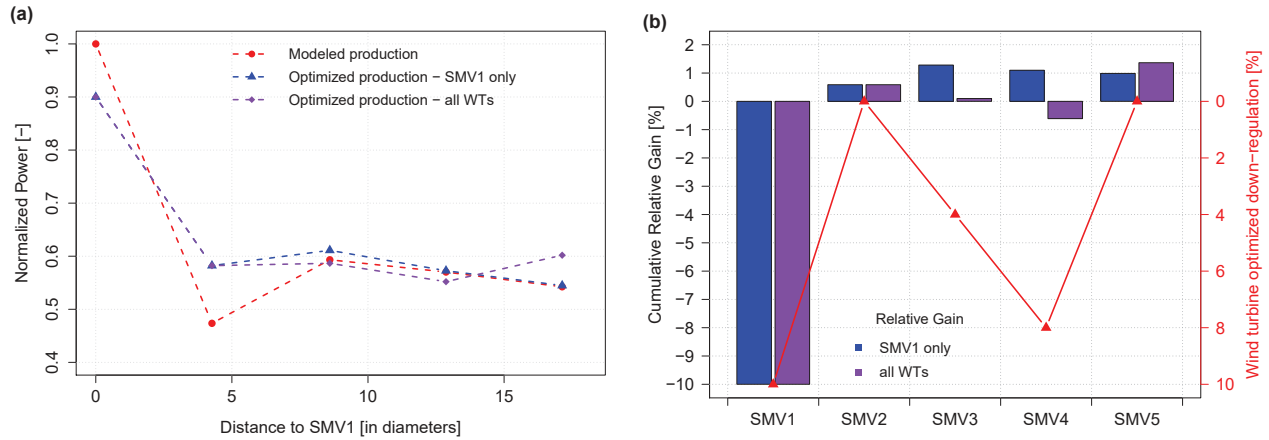 (a)
Normalized Power [−]
1.0
0.9
0.8
0.7
0.6
0.5
0.4
Modeled production
Optimized production − SMV1 only
Optimized production − all WTs
0 5 10 15
Distance to SMV1 [in diameters]
(b)
Cumulative Relative Gain [%]
2
1
0
−1
−2
−3
−4
−5
−6
−7
−8
−9
−10
Relative Gain
SMV1 only
all WTs
SMV1 SMV2 SMV3 SMV4 SMV5
0
2
4
6
8
10
Wind turbine optimized down−regulation [%]